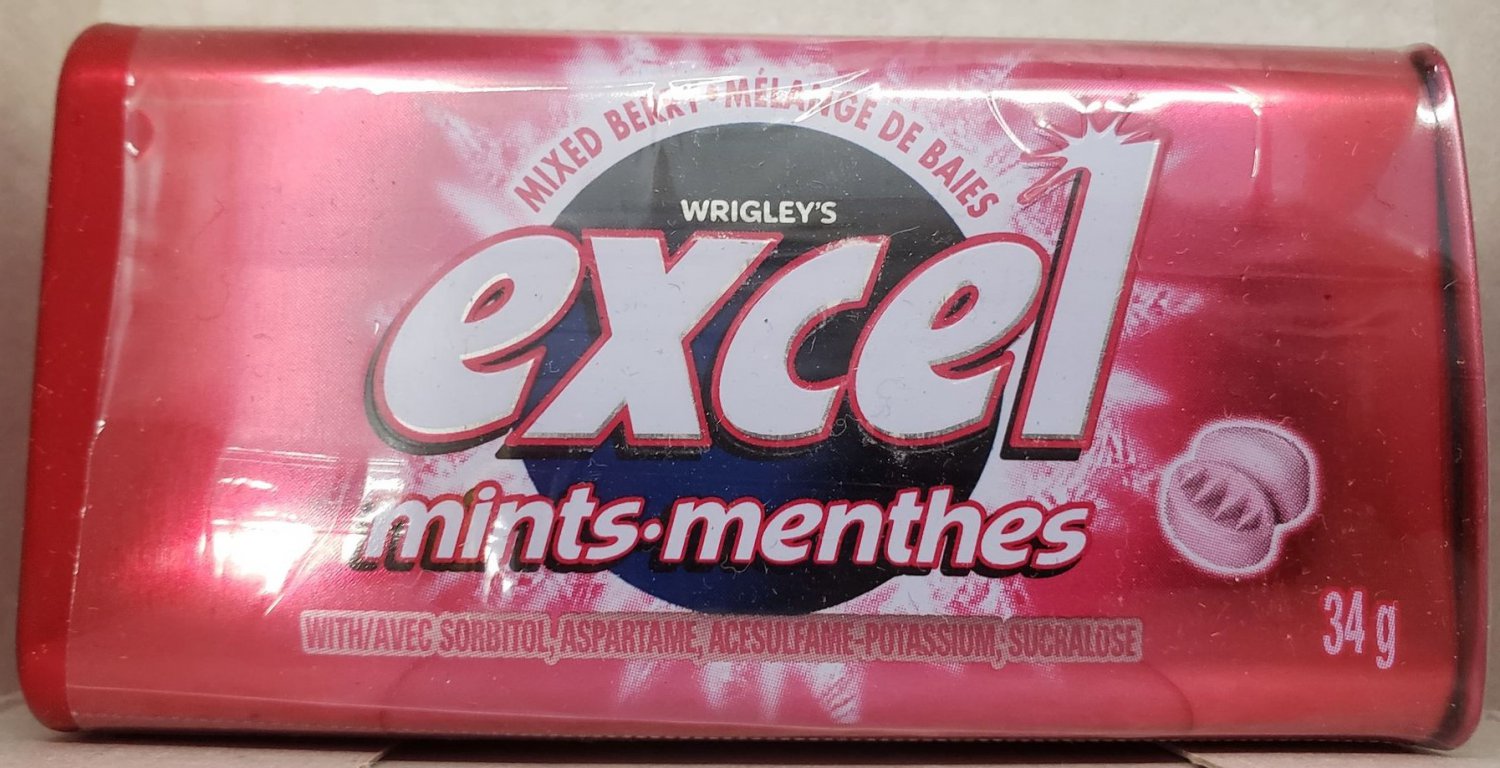 MIXED BERRY • MÉLANGE DE BAIES
WRIGLEY'S
excel
mints•menthes
WITH/AVEC SORBITOL, ASPARTAME, ACESULFAME-POTASSIUM, SUCRALOSE
34 g